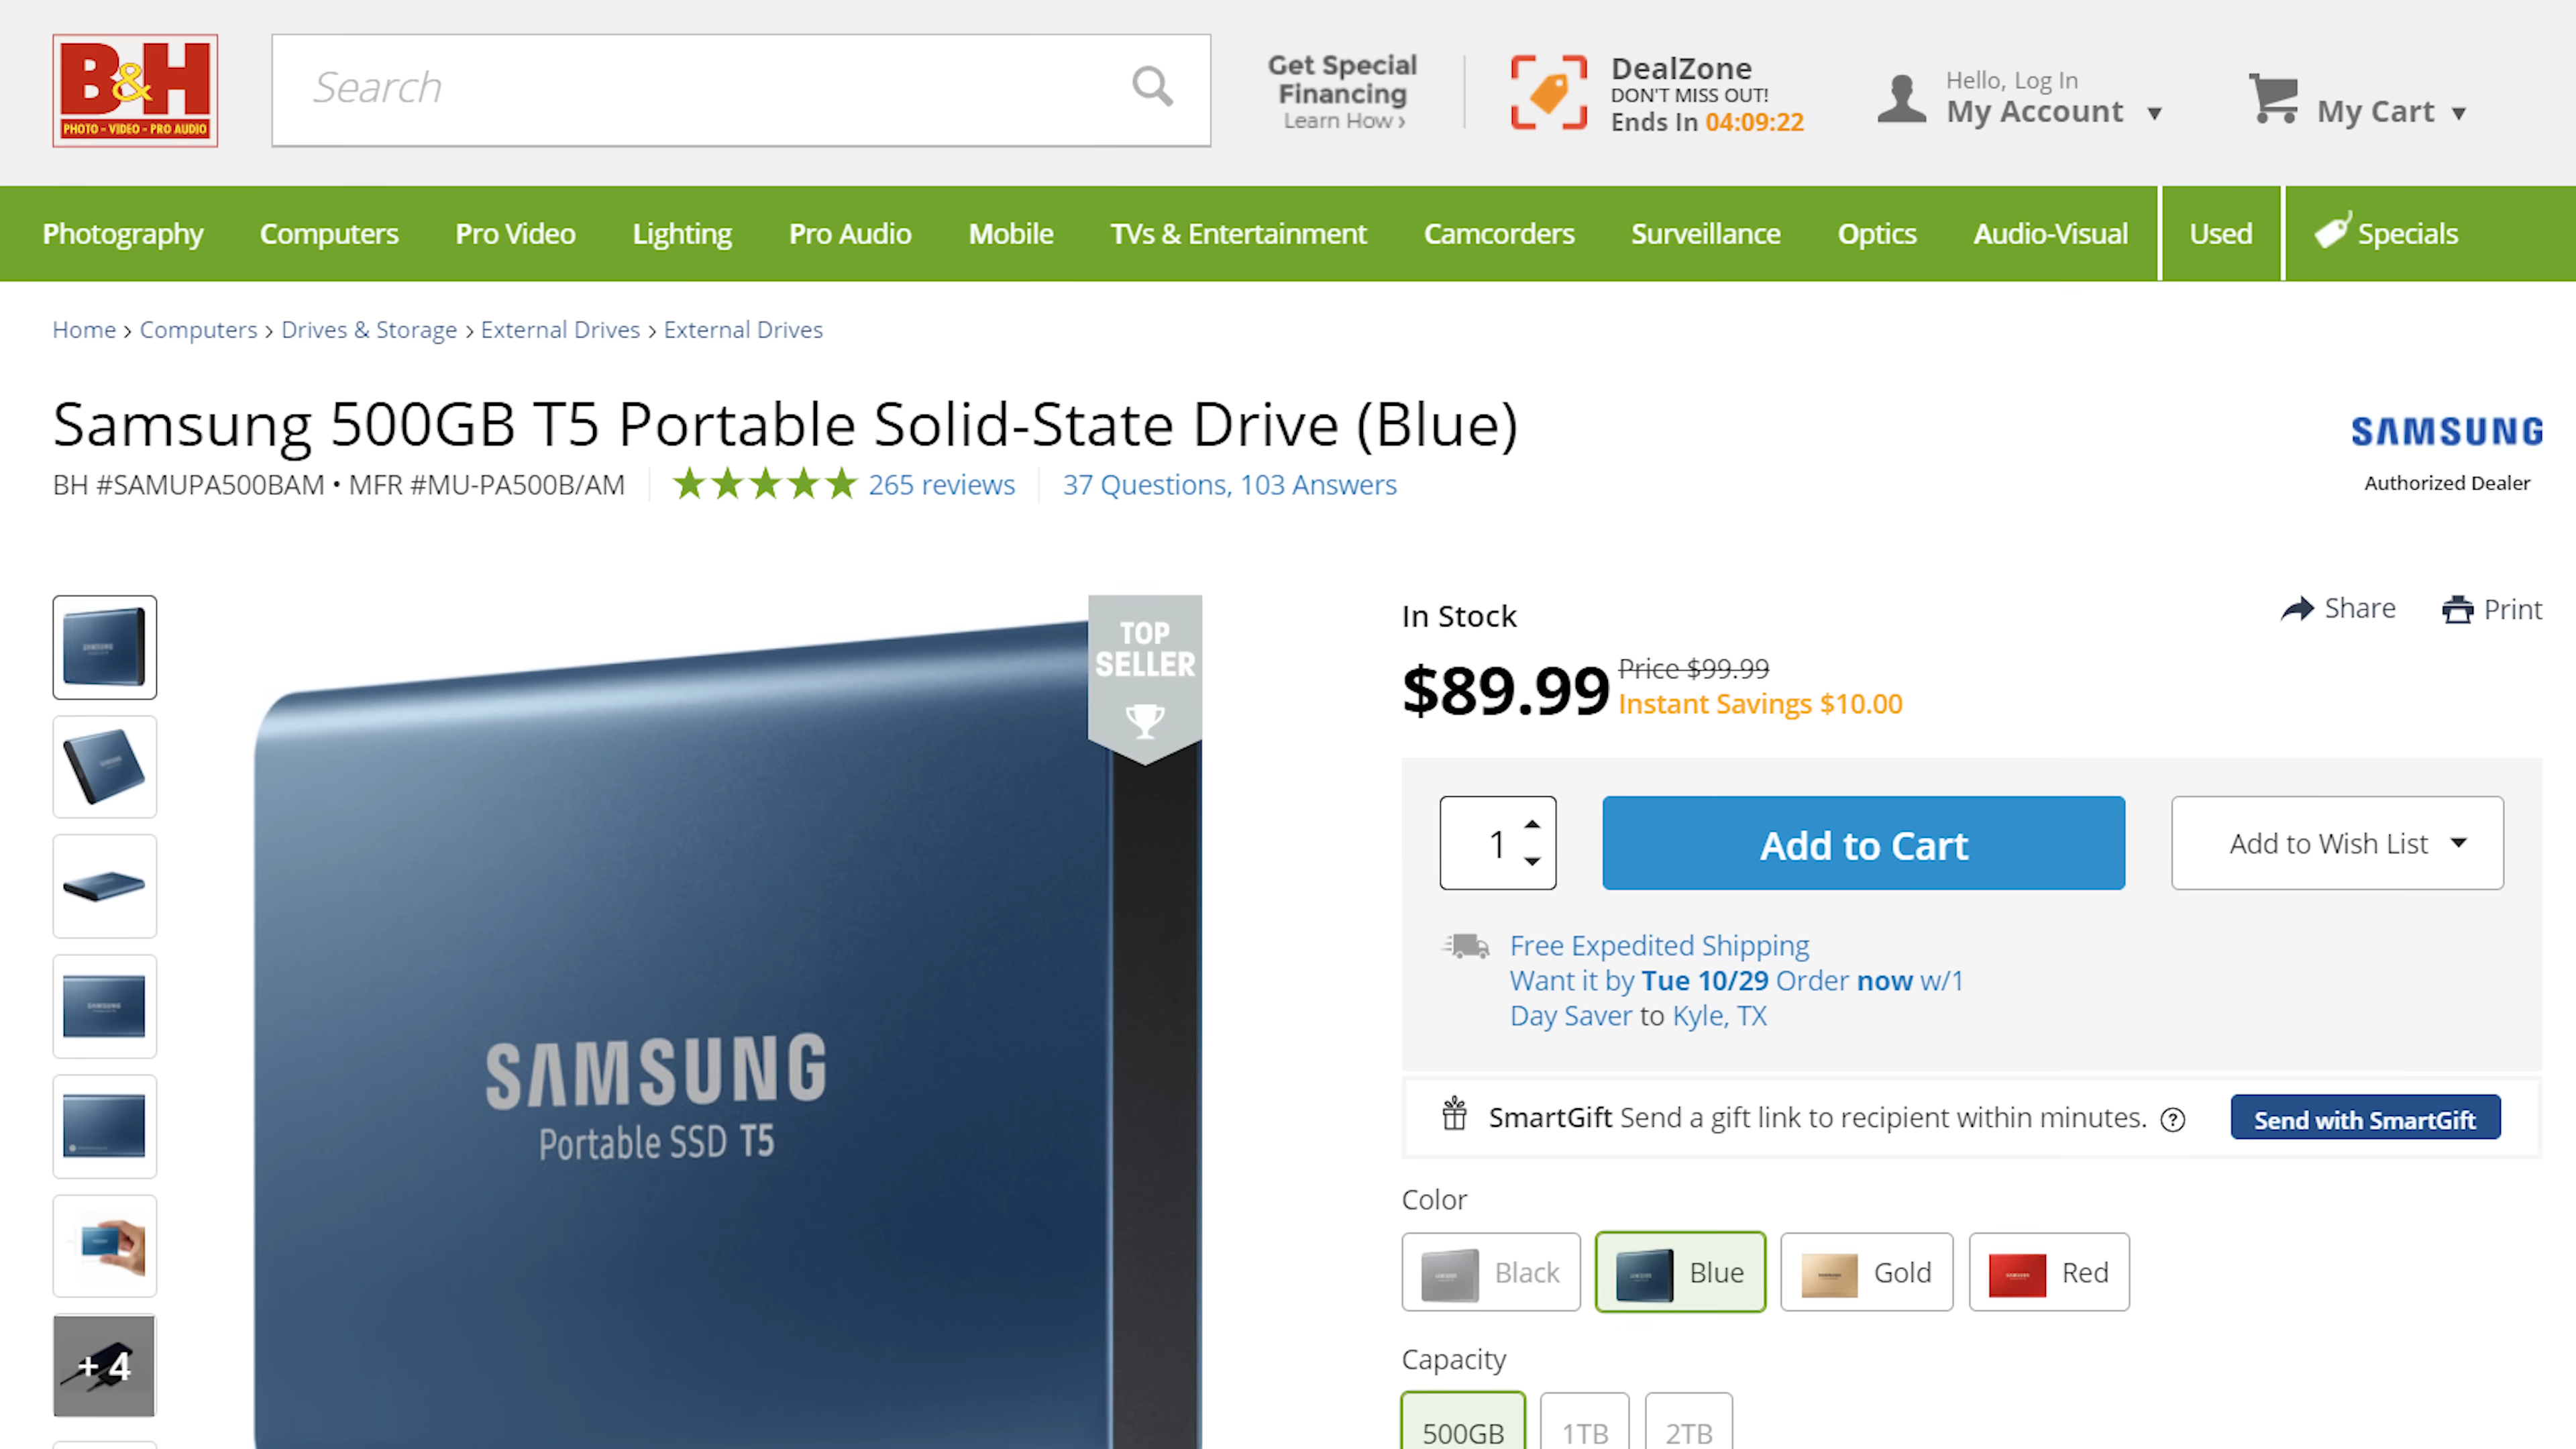 B&H
PHOTO - VIDEO - PRO AUDIO
Search
Get Special
Financing
Learn How ›
DealZone
DON'T MISS OUT!
Ends In 04:09:22
Hello, Log In
My Account ▼
My Cart ▼
Photography Computers Pro Video Lighting Pro Audio Mobile TVs & Entertainment Camcorders Surveillance Optics Audio-Visual Used Specials
Home › Computers › Drives & Storage › External Drives › External Drives
Samsung 500GB T5 Portable Solid-State Drive (Blue)
BH #SAMUPA500BAM • MFR #MU-PA500B/AM
265 reviews
37 Questions, 103 Answers
SAMSUNG
Authorized Dealer
TOP
SELLER
SAMSUNG
Portable SSD T5
+ 4
In Stock
Share
Print
$89.99
Price $99.99
Instant Savings $10.00
1
Add to Cart
Add to Wish List
Free Expedited Shipping
Want it by Tue 10/29 Order now w/1
Day Saver to Kyle, TX
SmartGift Send a gift link to recipient within minutes. ?
Send with SmartGift
Color
Black
Blue
Gold
Red
Capacity
500GB
1TB
2TB